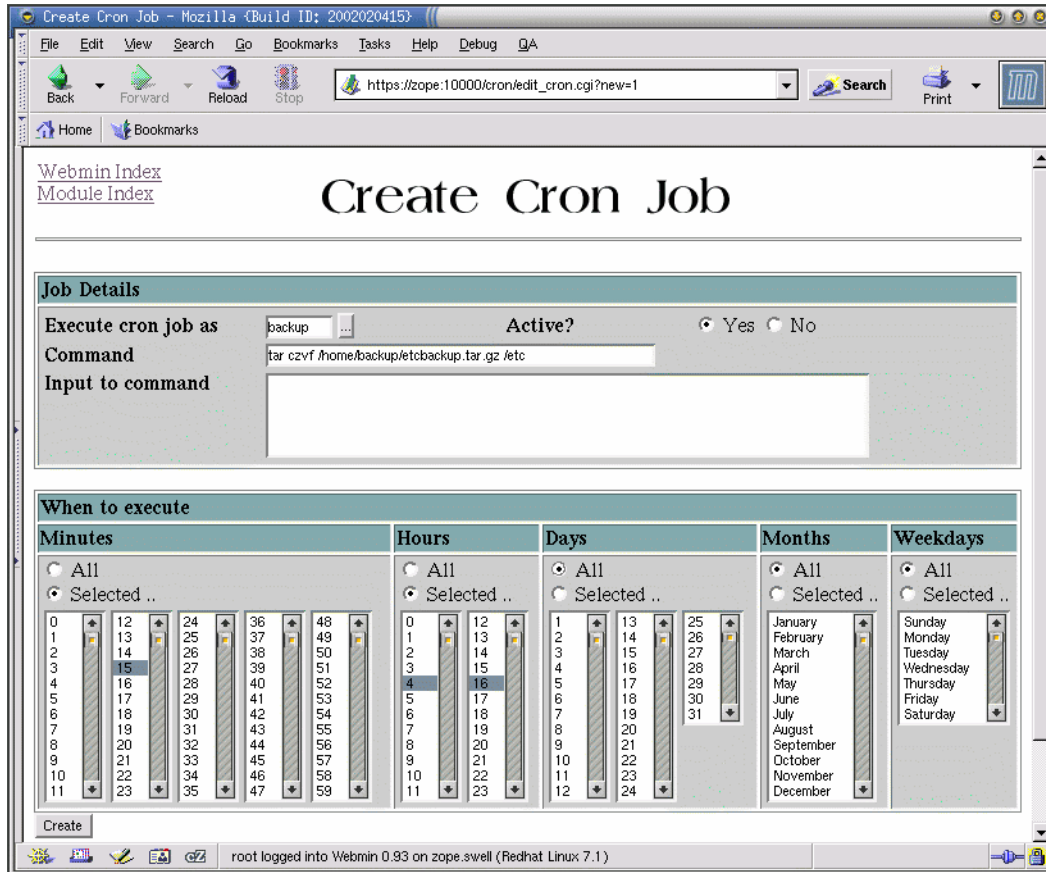 Create Cron Job - Mozilla {Build ID: 2002020415}
File Edit View Search Go Bookmarks Tasks Help Debug QA
Back Forward Reload Stop https://zope:10000/cron/edit_cron.cgi?new=1 Search Print
Home Bookmarks
Webmin Index
Module Index
Create Cron Job
Job Details
Execute cron job as backup ... Active? Yes No
Command tar czvf /home/backup/etcbackup.tar.gz /etc
Input to command
When to execute
Minutes Hours Days Months Weekdays
All All All All All
Selected .. Selected .. Selected .. Selected .. Selected ..
0 12 24 36 48 0 12 1 13 25 January Sunday
1 13 25 37 49 1 13 2 14 26 February Monday
2 14 26 38 50 2 14 3 15 27 March Tuesday
3 15 27 39 51 3 15 4 16 28 April Wednesday
4 16 28 40 52 4 16 5 17 29 May Thursday
5 17 29 41 53 5 17 6 18 30 June Friday
6 18 30 42 54 6 18 7 19 31 July Saturday
7 19 31 43 55 7 19 8 20 August
8 20 32 44 56 8 20 9 21 September
9 21 33 45 57 9 21 10 22 October
10 22 34 46 58 10 22 11 23 November
11 23 35 47 59 11 23 12 24 December
Create
root logged into Webmin 0.93 on zope.swell (Redhat Linux 7.1)